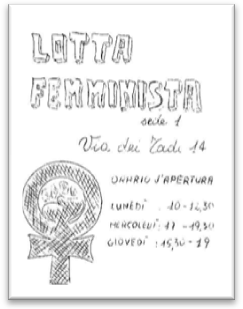 LOTTA
FEMMINISTA
sede 1
Via dei Zadi 14
ORARIO D'APERTURA
LUNEDÌ : 10-12,30
MERCOLEDÌ : 17-19,30
GIOVEDÌ : 15,30-19